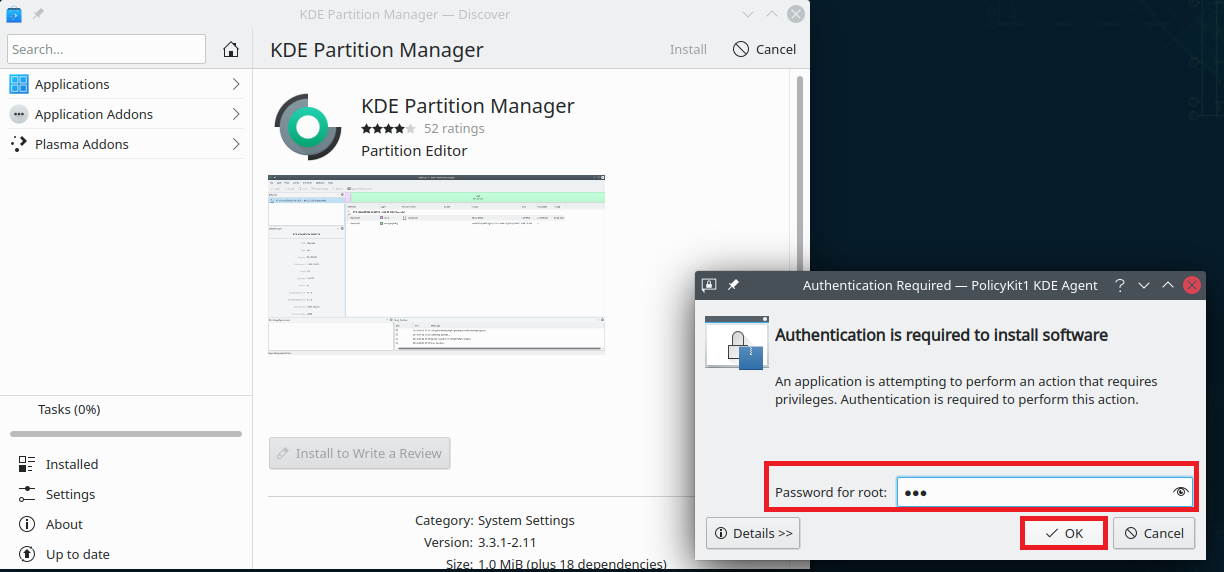 KDE Partition Manager — Discover
Search...
KDE Partition Manager
Install
Cancel
Applications
Application Addons
Plasma Addons
KDE Partition Manager
52 ratings
Partition Editor
Tasks (0%)
Installed
Settings
About
Up to date
Install to Write a Review
Category: System Settings
Version: 3.3.1-2.11
Size: 1.0 MiB (plus 18 dependencies)
Authentication Required — PolicyKit1 KDE Agent
Authentication is required to install software
An application is attempting to perform an action that requires
privileges. Authentication is required to perform this action.
Password for root: ●●●
Details >>
OK
Cancel